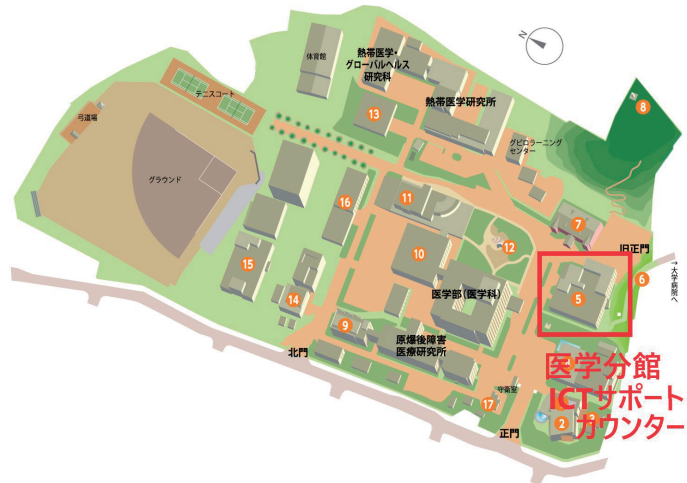 体育館
熱帯医学・
グローバルヘルス
研究科
N
テニスコート
熱帯医学研究所
8
弓道場
13
グビロラーニング
センター
グラウンド
16
11
7
12
旧正門
10
6
→大学病院へ
15
5
医学部（医学科）
14
9
原爆後障害
医療研究所
北門
4
医学分館
ICTサポート
カウンター
守衛室
17
2
3
正門